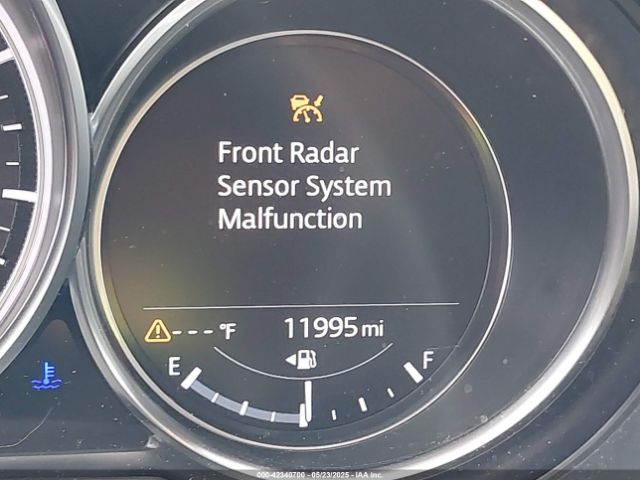 Front Radar
Sensor System
Malfunction
---°F 11995 mi
E F
000-42340700 - 05/23/2025 - IAA Inc.